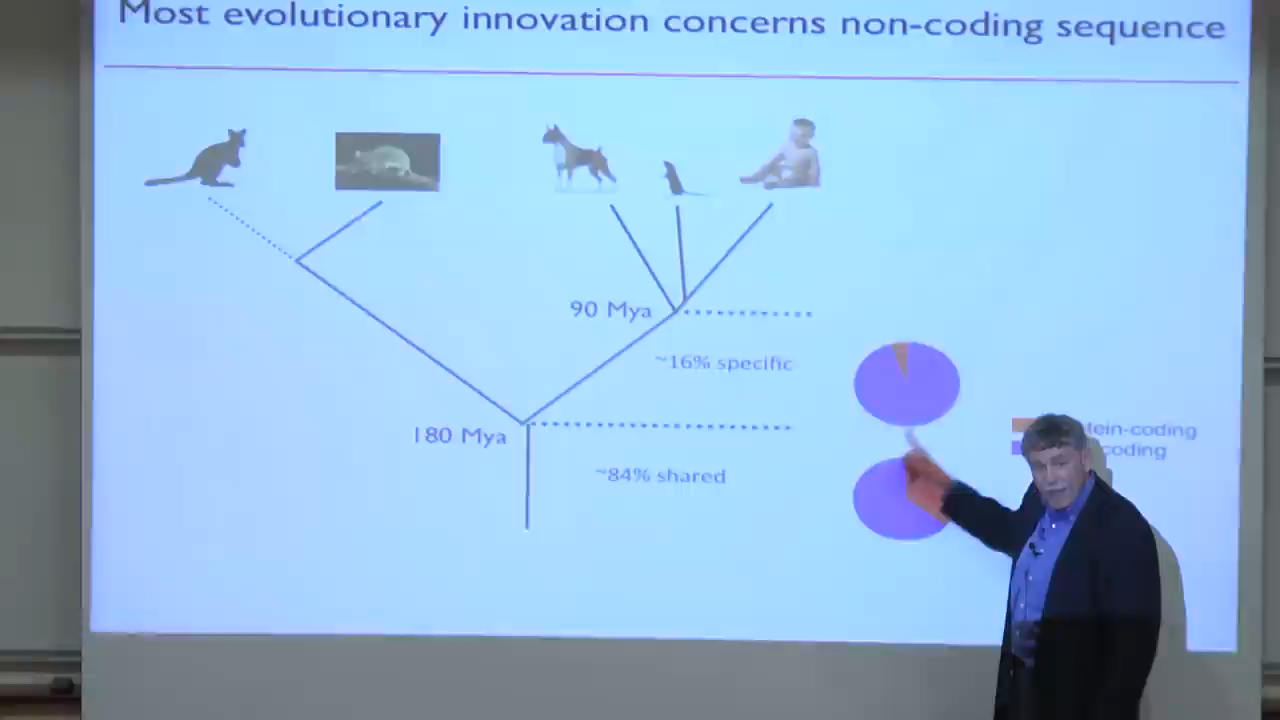 Most evolutionary innovation concerns non-coding sequence
90 Mya
~16% specific
180 Mya
~84% shared
tein-coding
coding